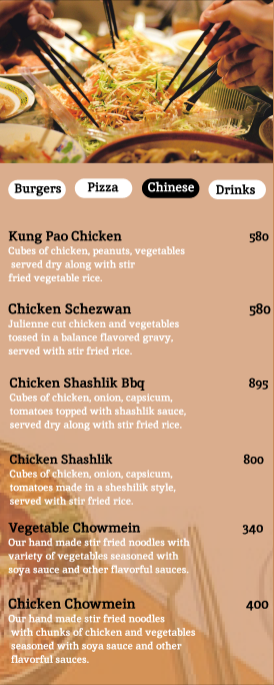 Burgers Pizza Chinese Drinks
Kung Pao Chicken 580
Cubes of chicken, peanuts, vegetables
served dry along with stir
fried vegetable rice.
Chicken Schezwan 580
Julienne cut chicken and vegetables
tossed in a balance flavored gravy,
served with stir fried rice.
Chicken Shashlik Bbq 895
Cubes of chicken, onion, capsicum,
tomatoes topped with shashlik sauce,
served dry along with stir fried rice.
Chicken Shashlik 800
Cubes of chicken, onion, capsicum,
tomatoes made in a sheshilik style,
served with stir fried rice.
Vegetable Chowmein 340
Our hand made stir fried noodles with
variety of vegetables seasoned with
soya sauce and other flavorful sauces.
Chicken Chowmein 400
Our hand made stir fried noodles
with chunks of chicken and vegetables
seasoned with soya sauce and other
flavorful sauces.